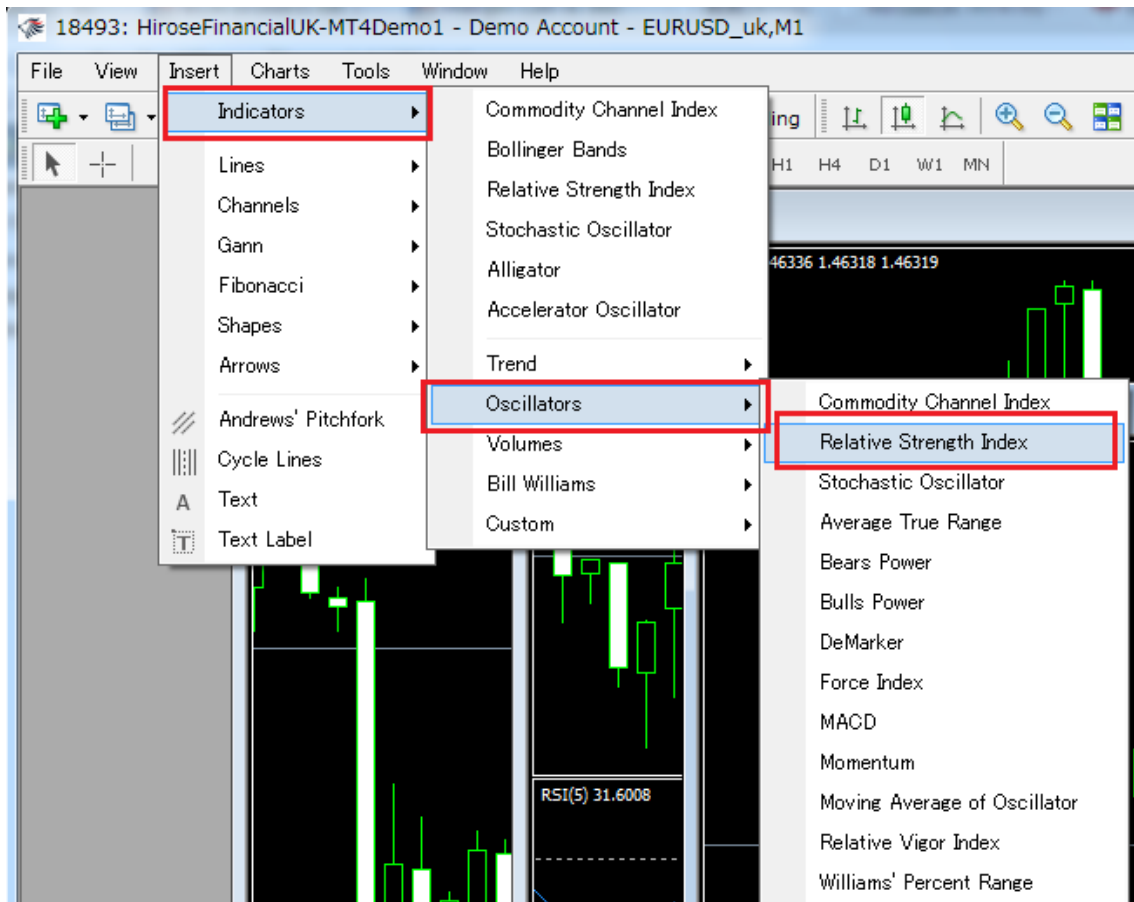 18493: HiroseFinancialUK-MT4Demo1 - Demo Account - EURUSD_uk,M1
File View Insert Charts Tools Window Help
Indicators
Lines
Channels
Gann
Fibonacci
Shapes
Arrows
Andrews' Pitchfork
Cycle Lines
A Text
T Text Label
Commodity Channel Index
Bollinger Bands
Relative Strength Index
Stochastic Oscillator
Alligator
Accelerator Oscillator
Trend
Oscillators
Volumes
Bill Williams
Custom
ing
H1 H4 D1 W1 MN
46336 1.46318 1.46319
Commodity Channel Index
Relative Strength Index
Stochastic Oscillator
Average True Range
Bears Power
Bulls Power
DeMarker
Force Index
MACD
Momentum
Moving Average of Oscillator
Relative Vigor Index
Williams' Percent Range
RSI(5) 31.6008